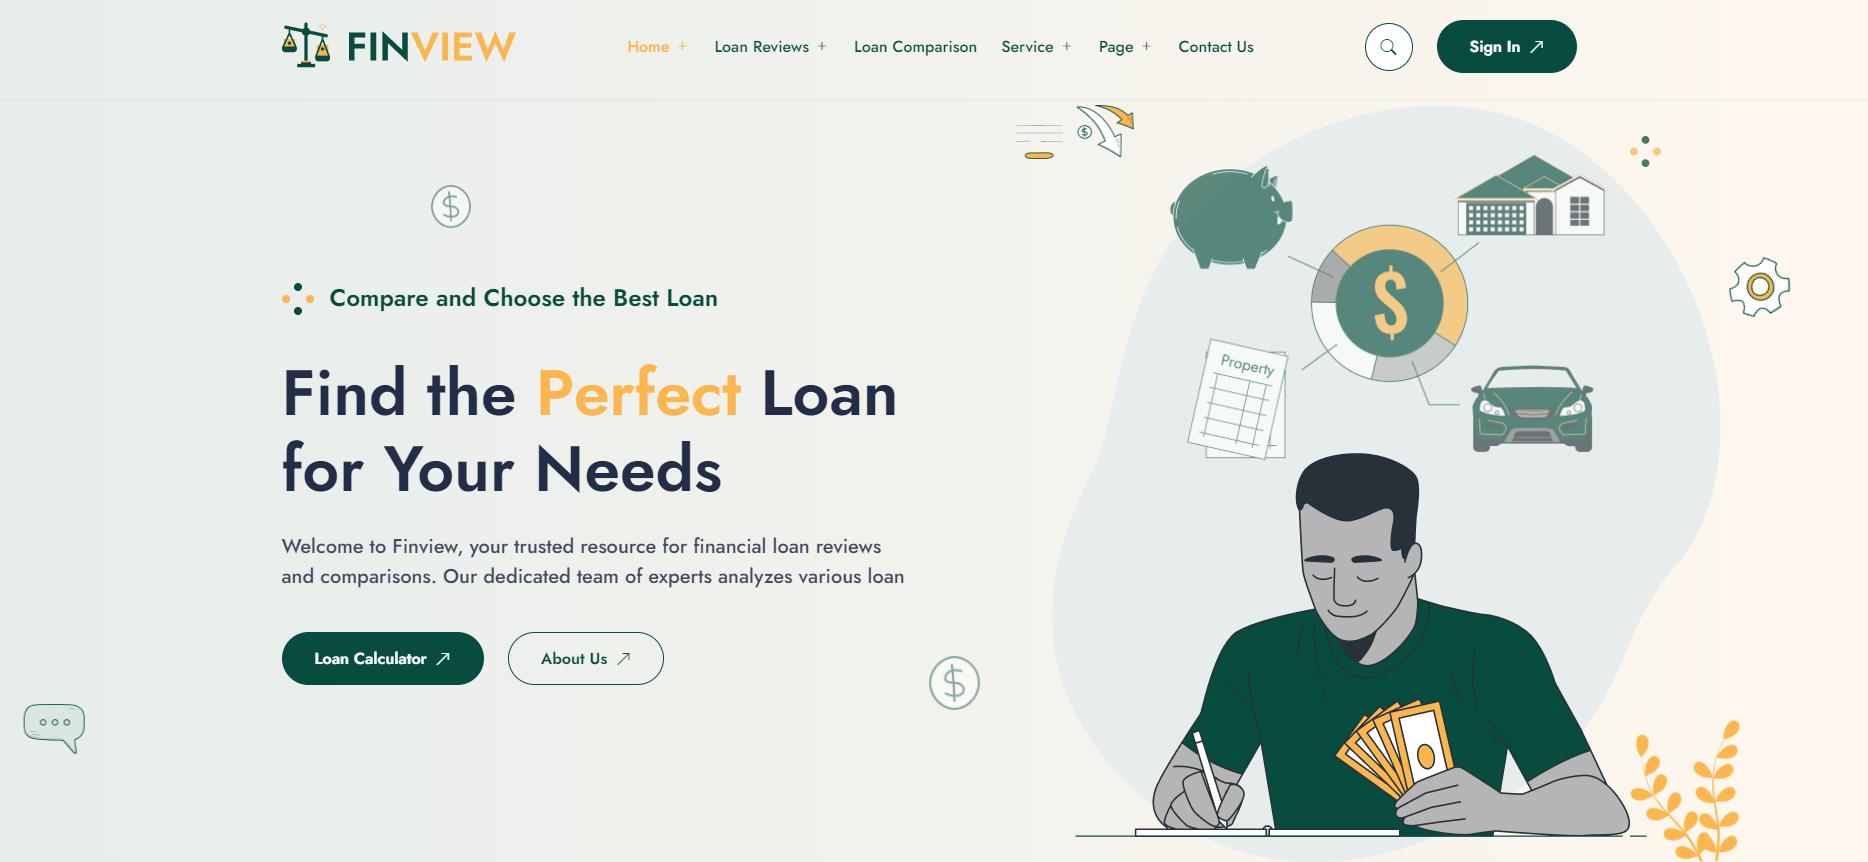 FINVIEW
Home +
Loan Reviews +
Loan Comparison
Service +
Page +
Contact Us
Sign In
$
$
Compare and Choose the Best Loan
Find the Perfect Loan
for Your Needs
Welcome to Finview, your trusted resource for financial loan reviews
and comparisons. Our dedicated team of experts analyzes various loan
Loan Calculator
About Us
$
$
Property